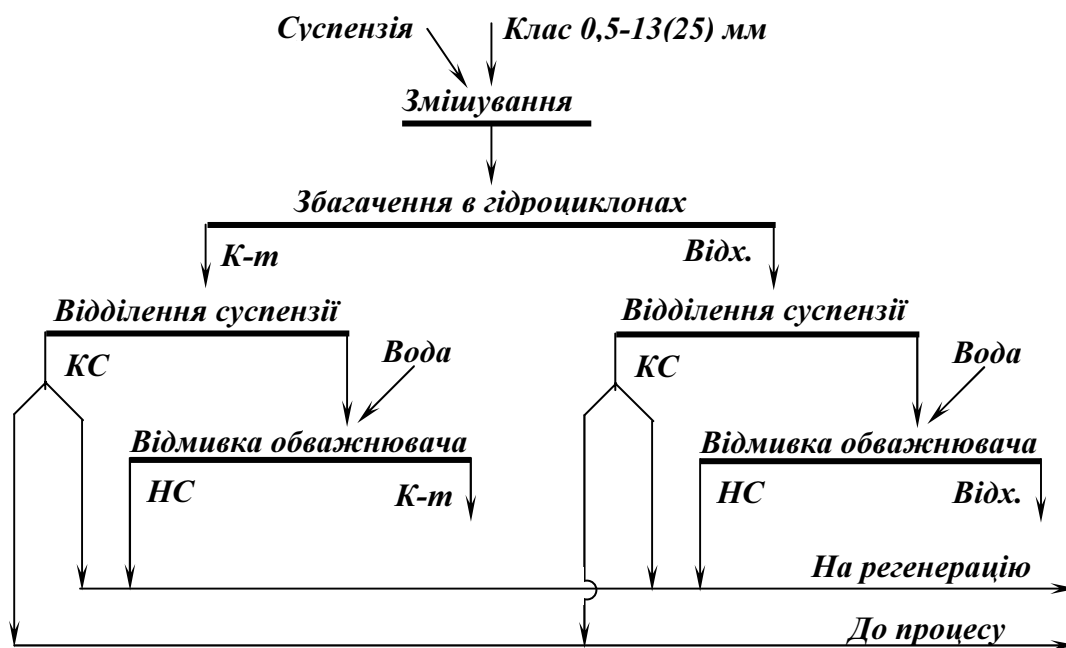 Суспензія
Клас 0,5-13(25) мм
Змішування
Збагачення в гідроциклонах
К-т
Відх.
Відділення суспензії
Відділення суспензії
КС
Вода
КС
Вода
Відмивка обважнювача
Відмивка обважнювача
НС
К-т
НС
Відх.
На регенерацію
До процесу